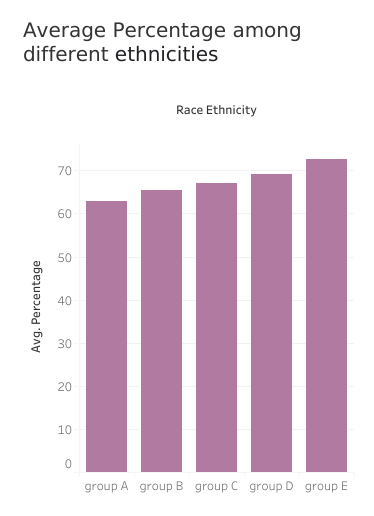 Average Percentage among
different ethnicities
Race Ethnicity
70
60
50
40
30
20
10
0
Avg. Percentage
group A group B group C group D group E